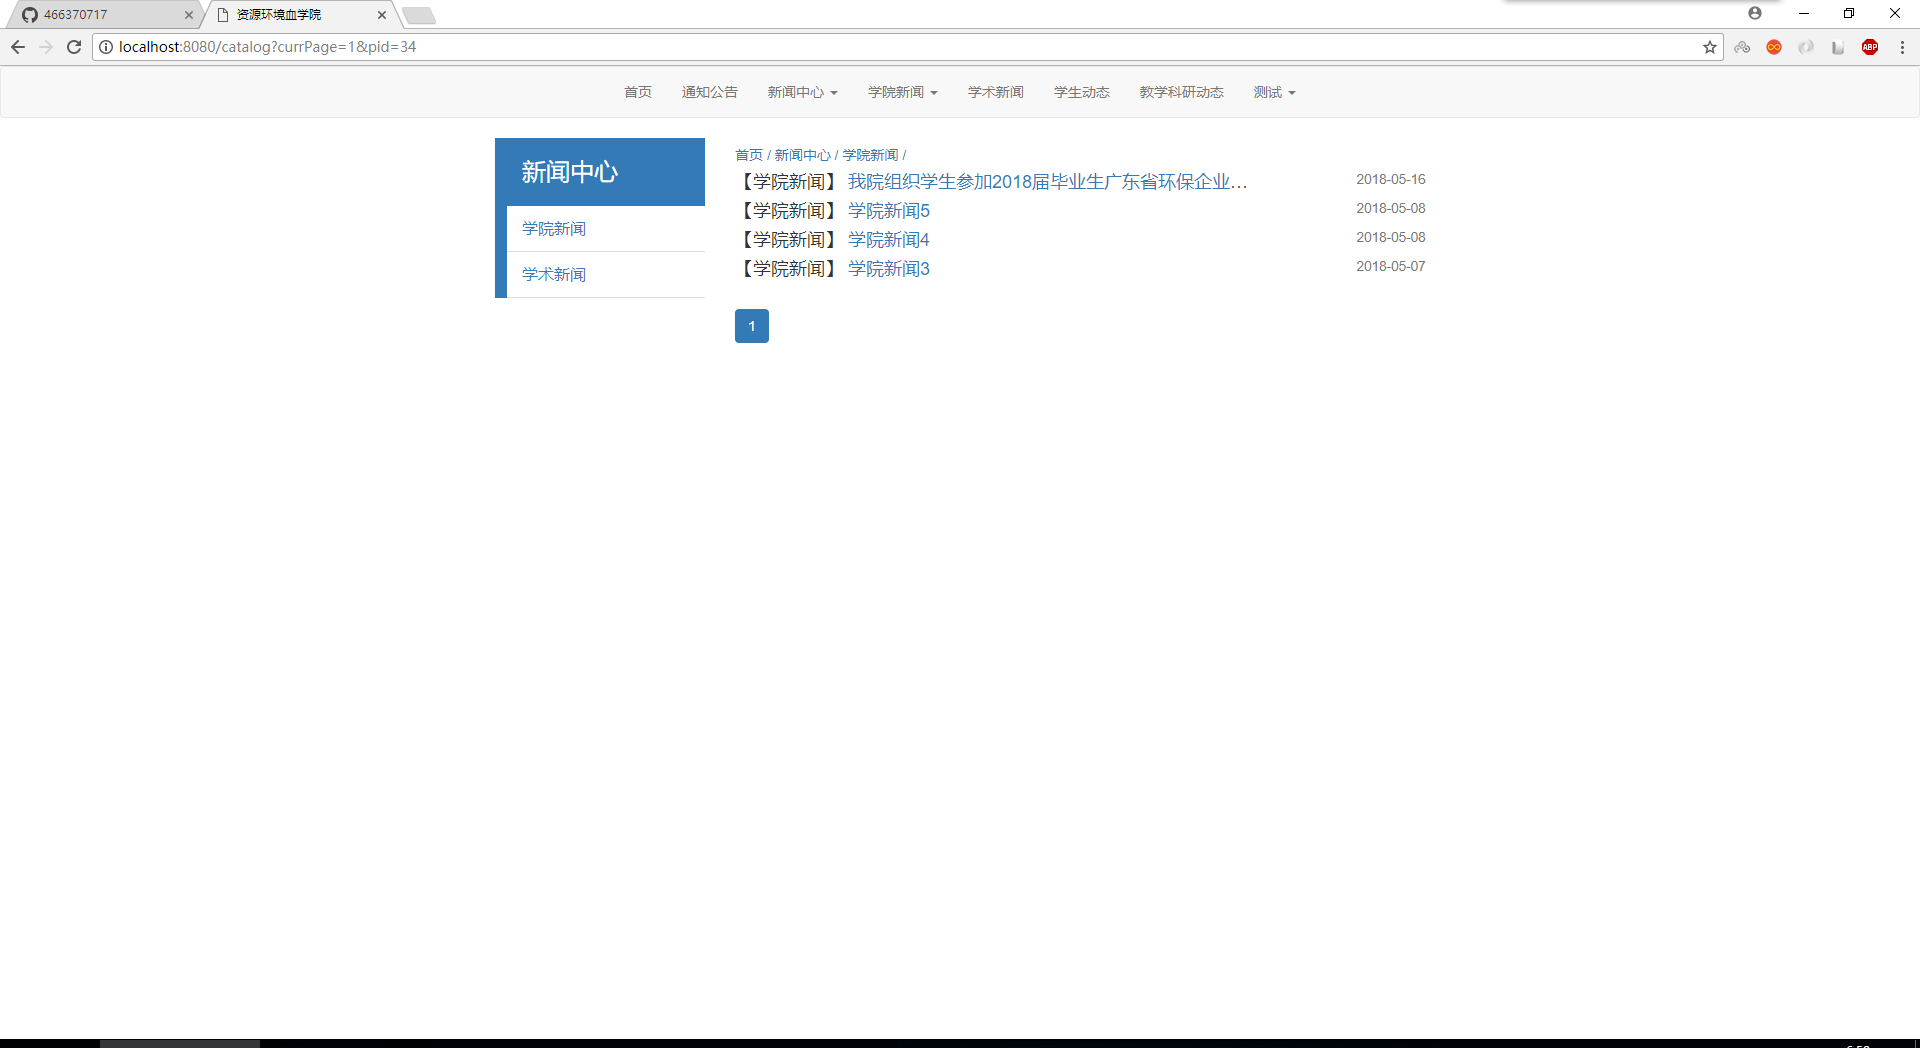 466370717
资源环境血学院
localhost:8080/catalog?currPage=1&pid=34
ABP
首页 通知公告 新闻中心 学院新闻 学术新闻 学生动态 教学科研动态 测试
新闻中心
学院新闻
学术新闻
首页 / 新闻中心 / 学院新闻 /
【学院新闻】 我院组织学生参加2018届毕业生广东省环保企业… 2018-05-16
【学院新闻】 学院新闻5 2018-05-08
【学院新闻】 学院新闻4 2018-05-08
【学院新闻】 学院新闻3 2018-05-07
1